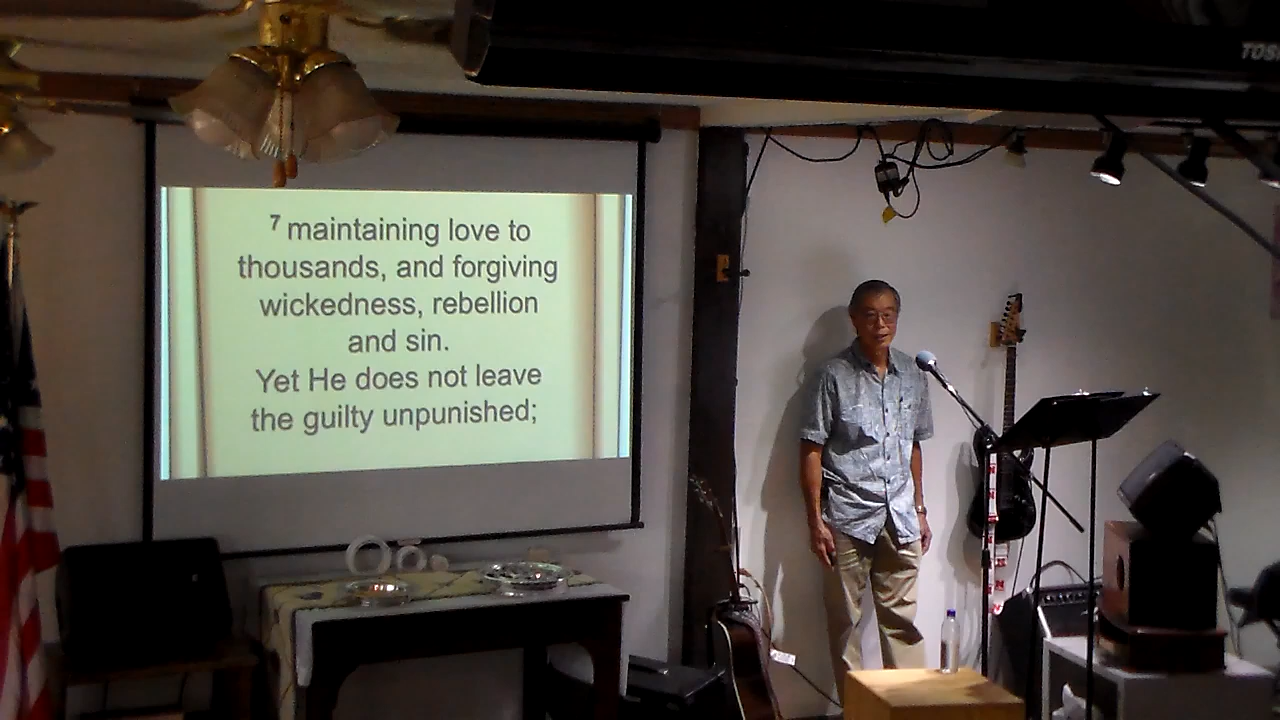 7 maintaining love to
thousands, and forgiving
wickedness, rebellion
and sin.
Yet He does not leave
the guilty unpunished;
TOS